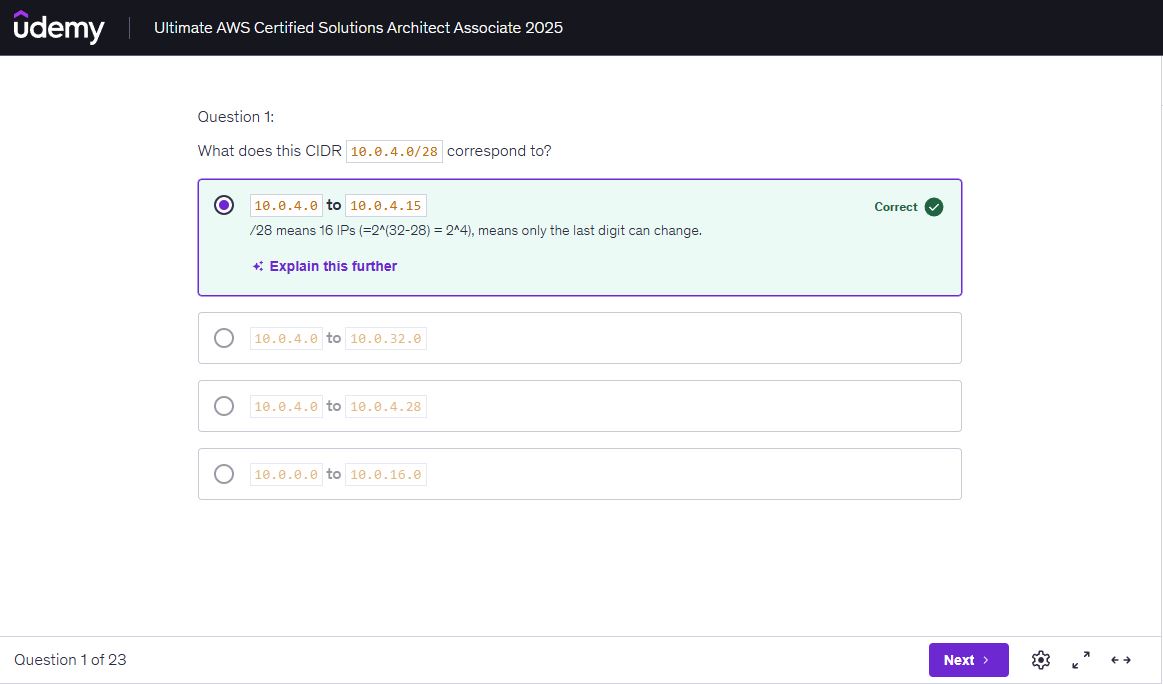 ûdemy Ultimate AWS Certified Solutions Architect Associate 2025
Question 1:
What does this CIDR 10.0.4.0/28 correspond to?
10.0.4.0 to 10.0.4.15 Correct
/28 means 16 IPs (=2^(32-28) = 2^4), means only the last digit can change.
Explain this further
10.0.4.0 to 10.0.32.0
10.0.4.0 to 10.0.4.28
10.0.0.0 to 10.0.16.0
Question 1 of 23 Next